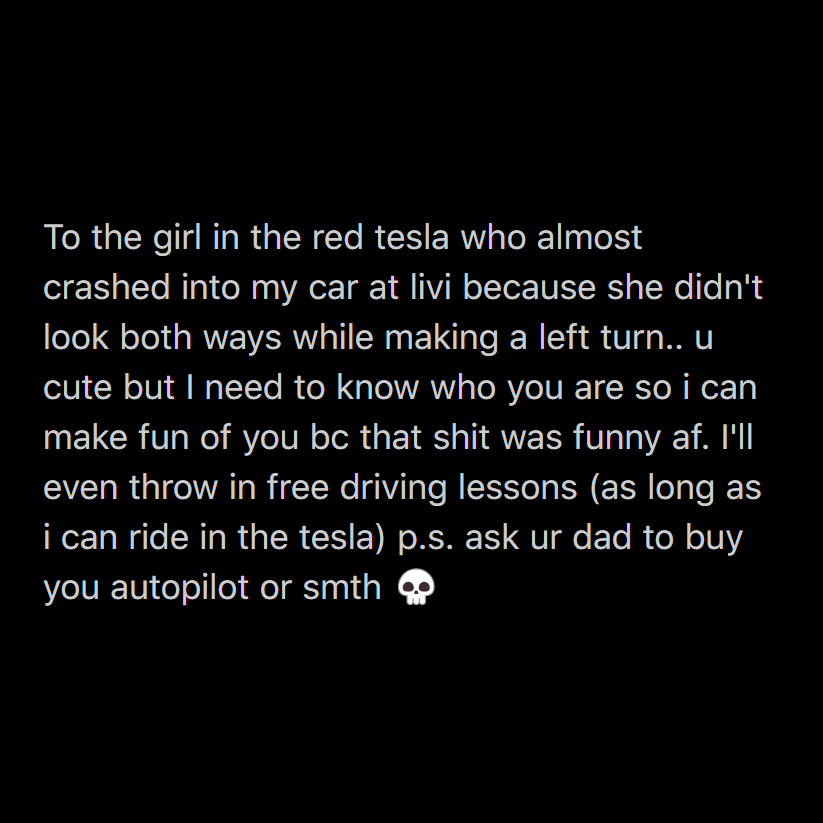 To the girl in the red tesla who almost
crashed into my car at livi because she didn't
look both ways while making a left turn.. u
cute but I need to know who you are so i can
make fun of you bc that shit was funny af. I'll
even throw in free driving lessons (as long as
i can ride in the tesla) p.s. ask ur dad to buy
you autopilot or smth 💀